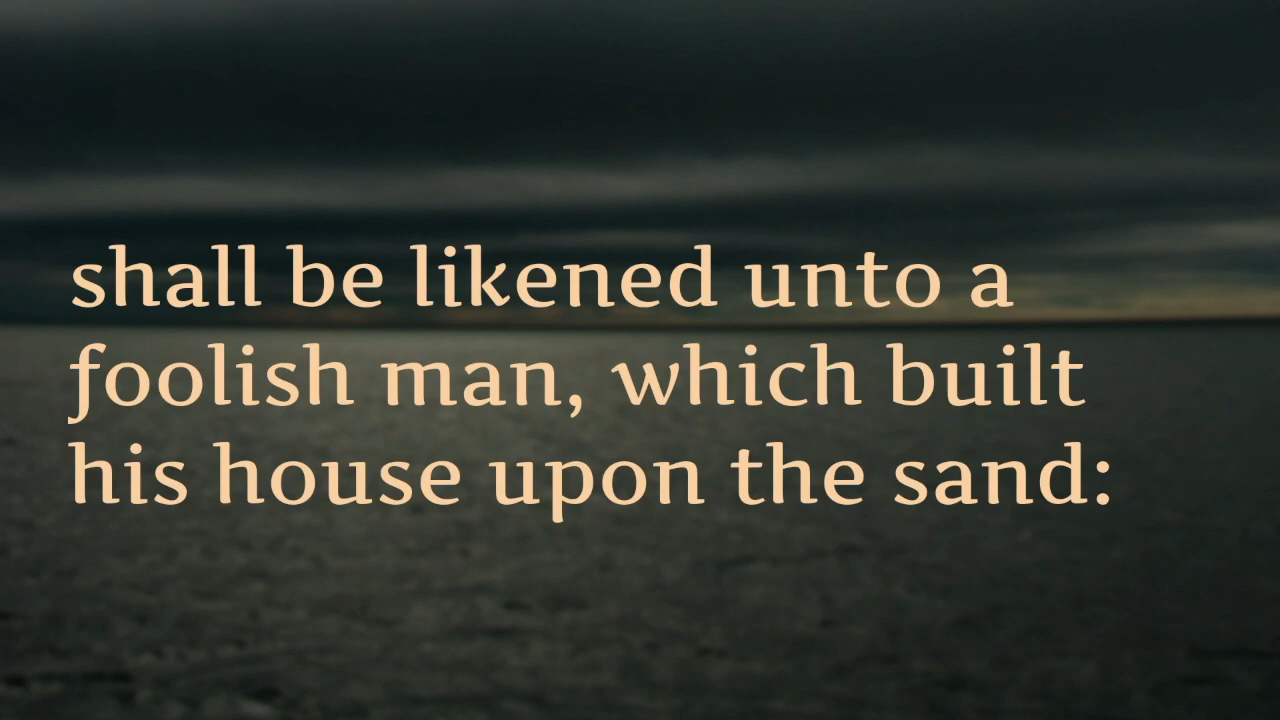 shall be likened unto a
foolish man, which built
his house upon the sand: